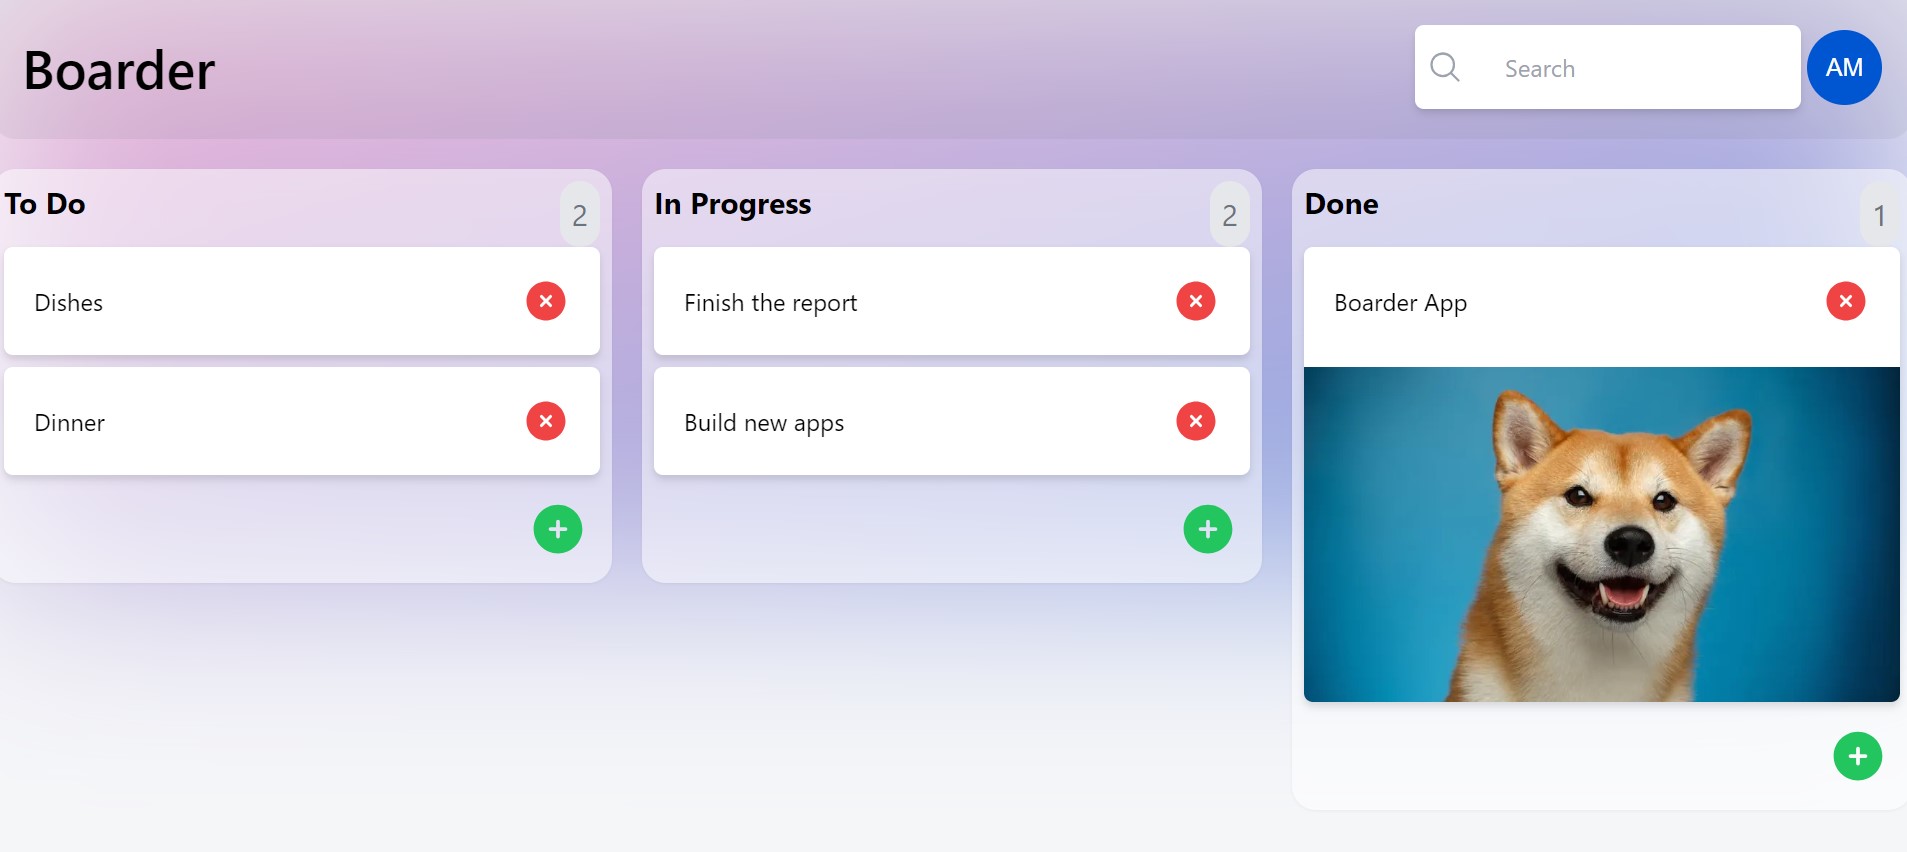 Boarder
Search
AM
To Do
2
Dishes
Dinner
In Progress
2
Finish the report
Build new apps
Done
1
Boarder App